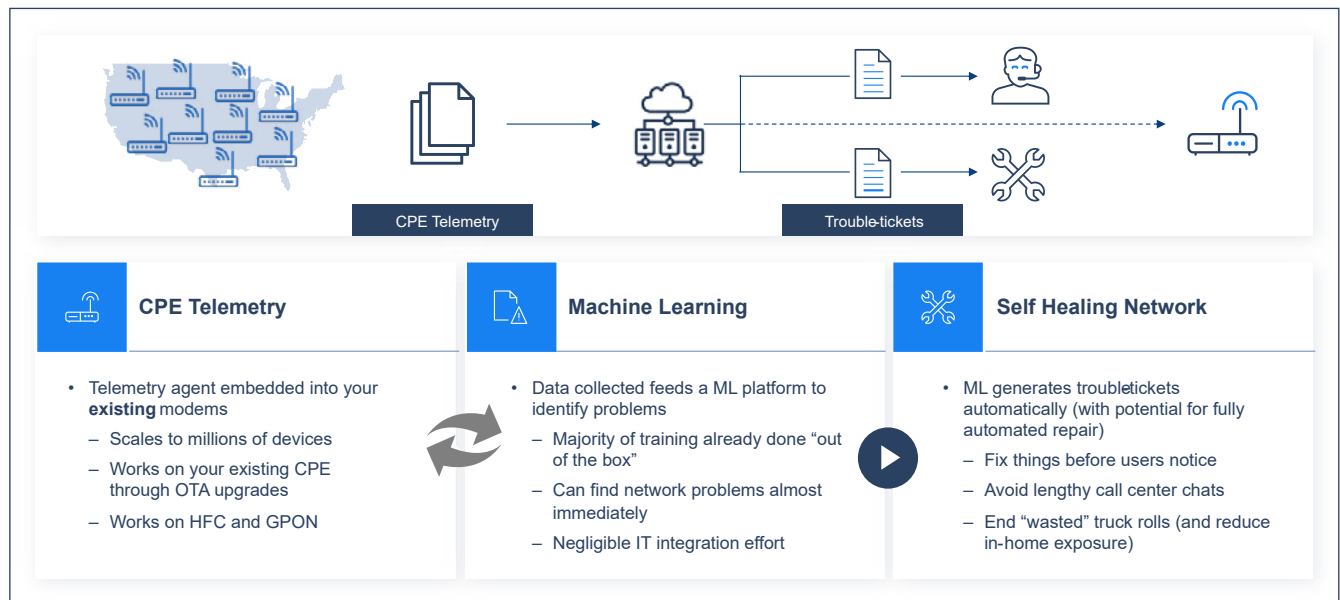 CPE Telemetry
Trouble-tickets
CPE Telemetry
• Telemetry agent embedded into your
existing modems
– Scales to millions of devices
– Works on your existing CPE
through OTA upgrades
– Works on HFC and GPON
Machine Learning
• Data collected feeds a ML platform to
identify problems
– Majority of training already done “out
of the box”
– Can find network problems almost
immediately
– Negligible IT integration effort
Self Healing Network
• ML generates trouble-tickets
automatically (with potential for fully
automated repair)
– Fix things before users notice
– Avoid lengthy call center chats
– End “wasted” truck rolls (and reduce
in-home exposure)